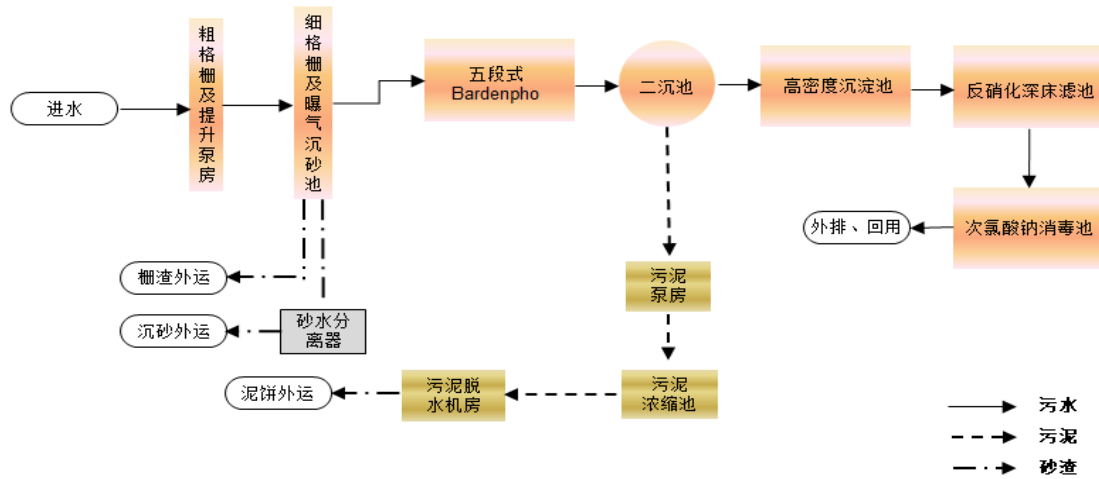 进水
粗格栅及提升泵房
细格栅及曝气沉砂池
五段式
Bardenpho
二沉池
高密度沉淀池
反硝化深床滤池
次氯酸钠消毒池
外排、回用
栅渣外运
沉砂外运
砂水分
离器
污泥
泵房
污泥
浓缩池
污泥脱
水机房
泥饼外运
污水
污泥
砂渣